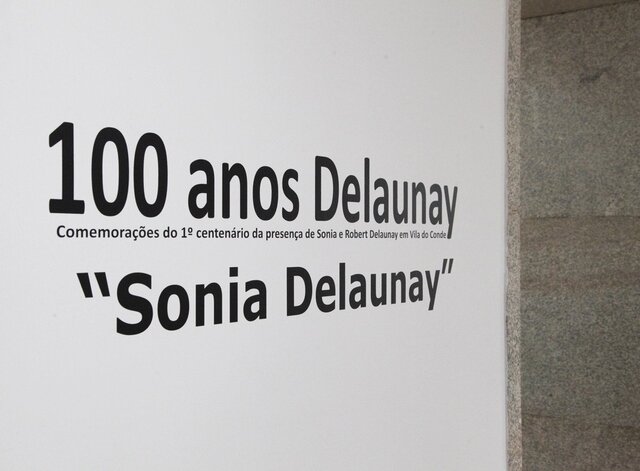 100 anos Delaunay
Comemorações do 1º centenário da presença de Sonia e Robert Delaunay em Vila do Conde
“Sonia Delaunay”